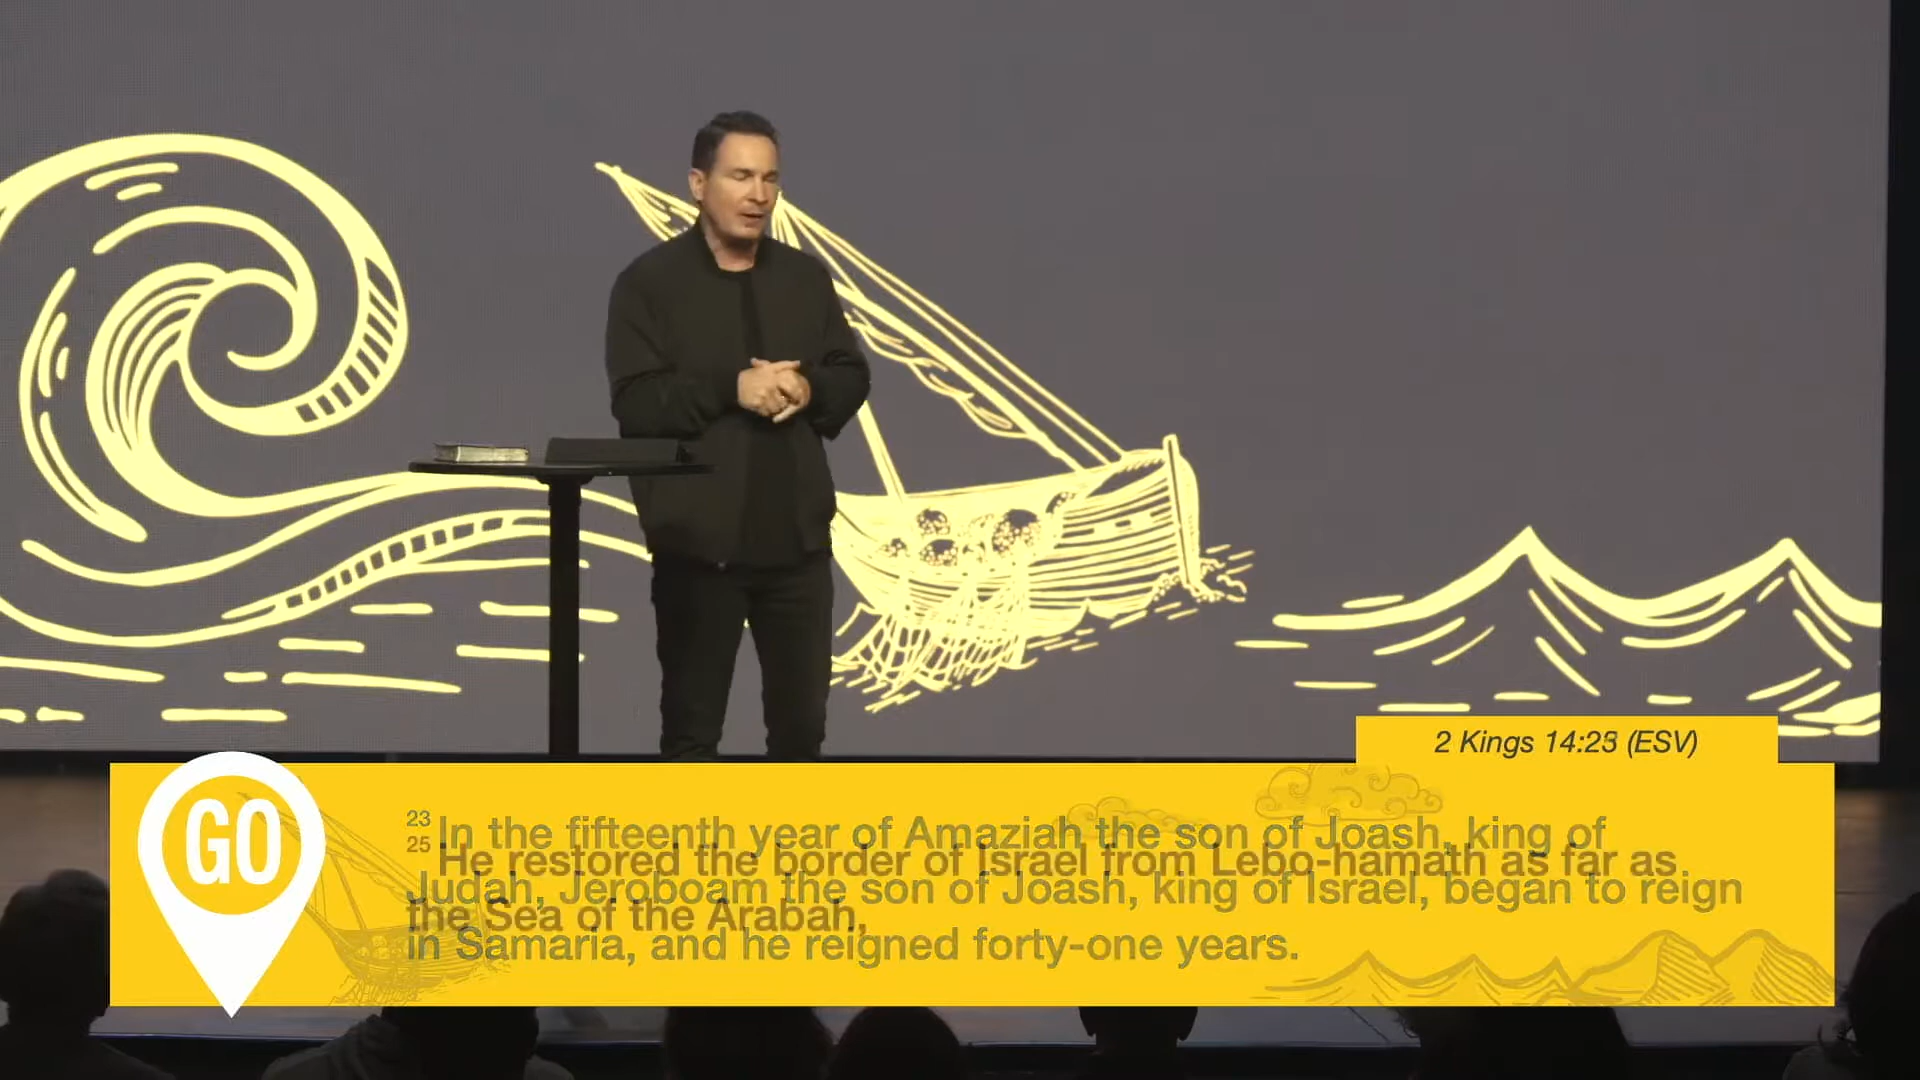 2 Kings 14:23 (ESV)
GO
23 In the fifteenth year of Amaziah the son of Joash, king of
Judah, Jeroboam the son of Joash, king of Israel, began to reign
in Samaria, and he reigned forty-one years.
25 He restored the border of Israel from Lebo-hamath as far as
the Sea of the Arabah,